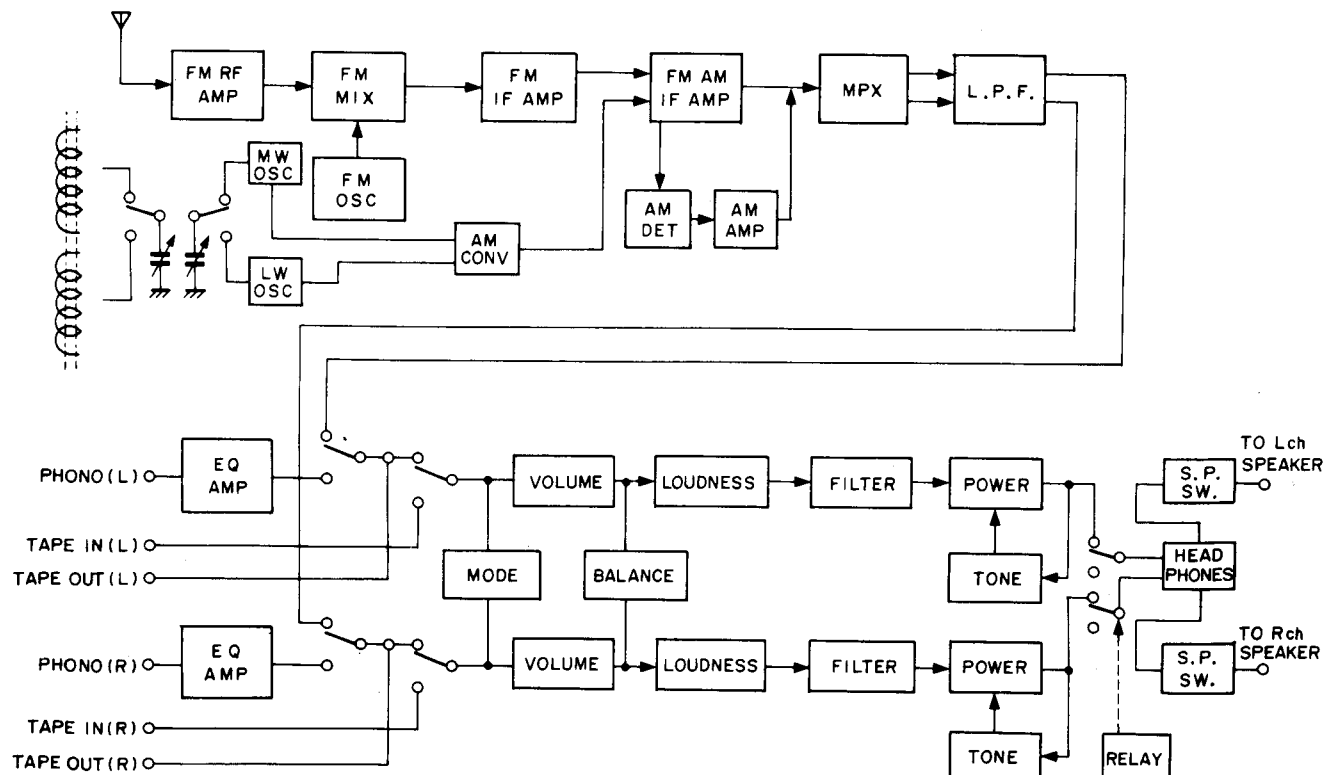 FM RF
AMP
FM
MIX
FM
IF AMP
FM AM
IF AMP
MPX
L.P.F.
MW
OSC
FM
OSC
AM
DET
AM
AMP
AM
CONV
LW
OSC
PHONO (L)
EQ
AMP
VOLUME
LOUDNESS
FILTER
POWER
S.P.
SW.
TO Lch
SPEAKER
TAPE IN (L)
TAPE OUT (L)
MODE
BALANCE
TONE
HEAD
PHONES
PHONO (R)
EQ
AMP
VOLUME
LOUDNESS
FILTER
POWER
S.P.
SW.
TO Rch
SPEAKER
TAPE IN (R)
TAPE OUT (R)
TONE
RELAY